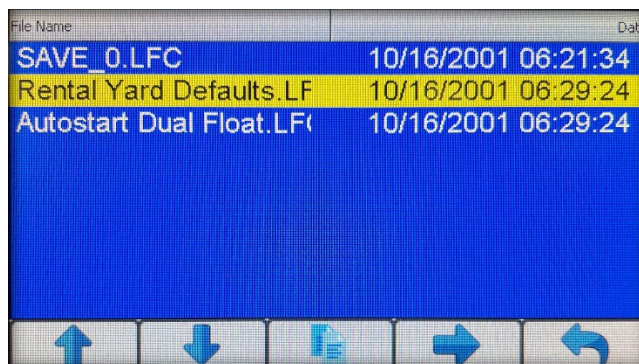 File Name Dat
SAVE_0.LFC 10/16/2001 06:21:34
Rental Yard Defaults.LF 10/16/2001 06:29:24
Autostart Dual Float.LF 10/16/2001 06:29:24